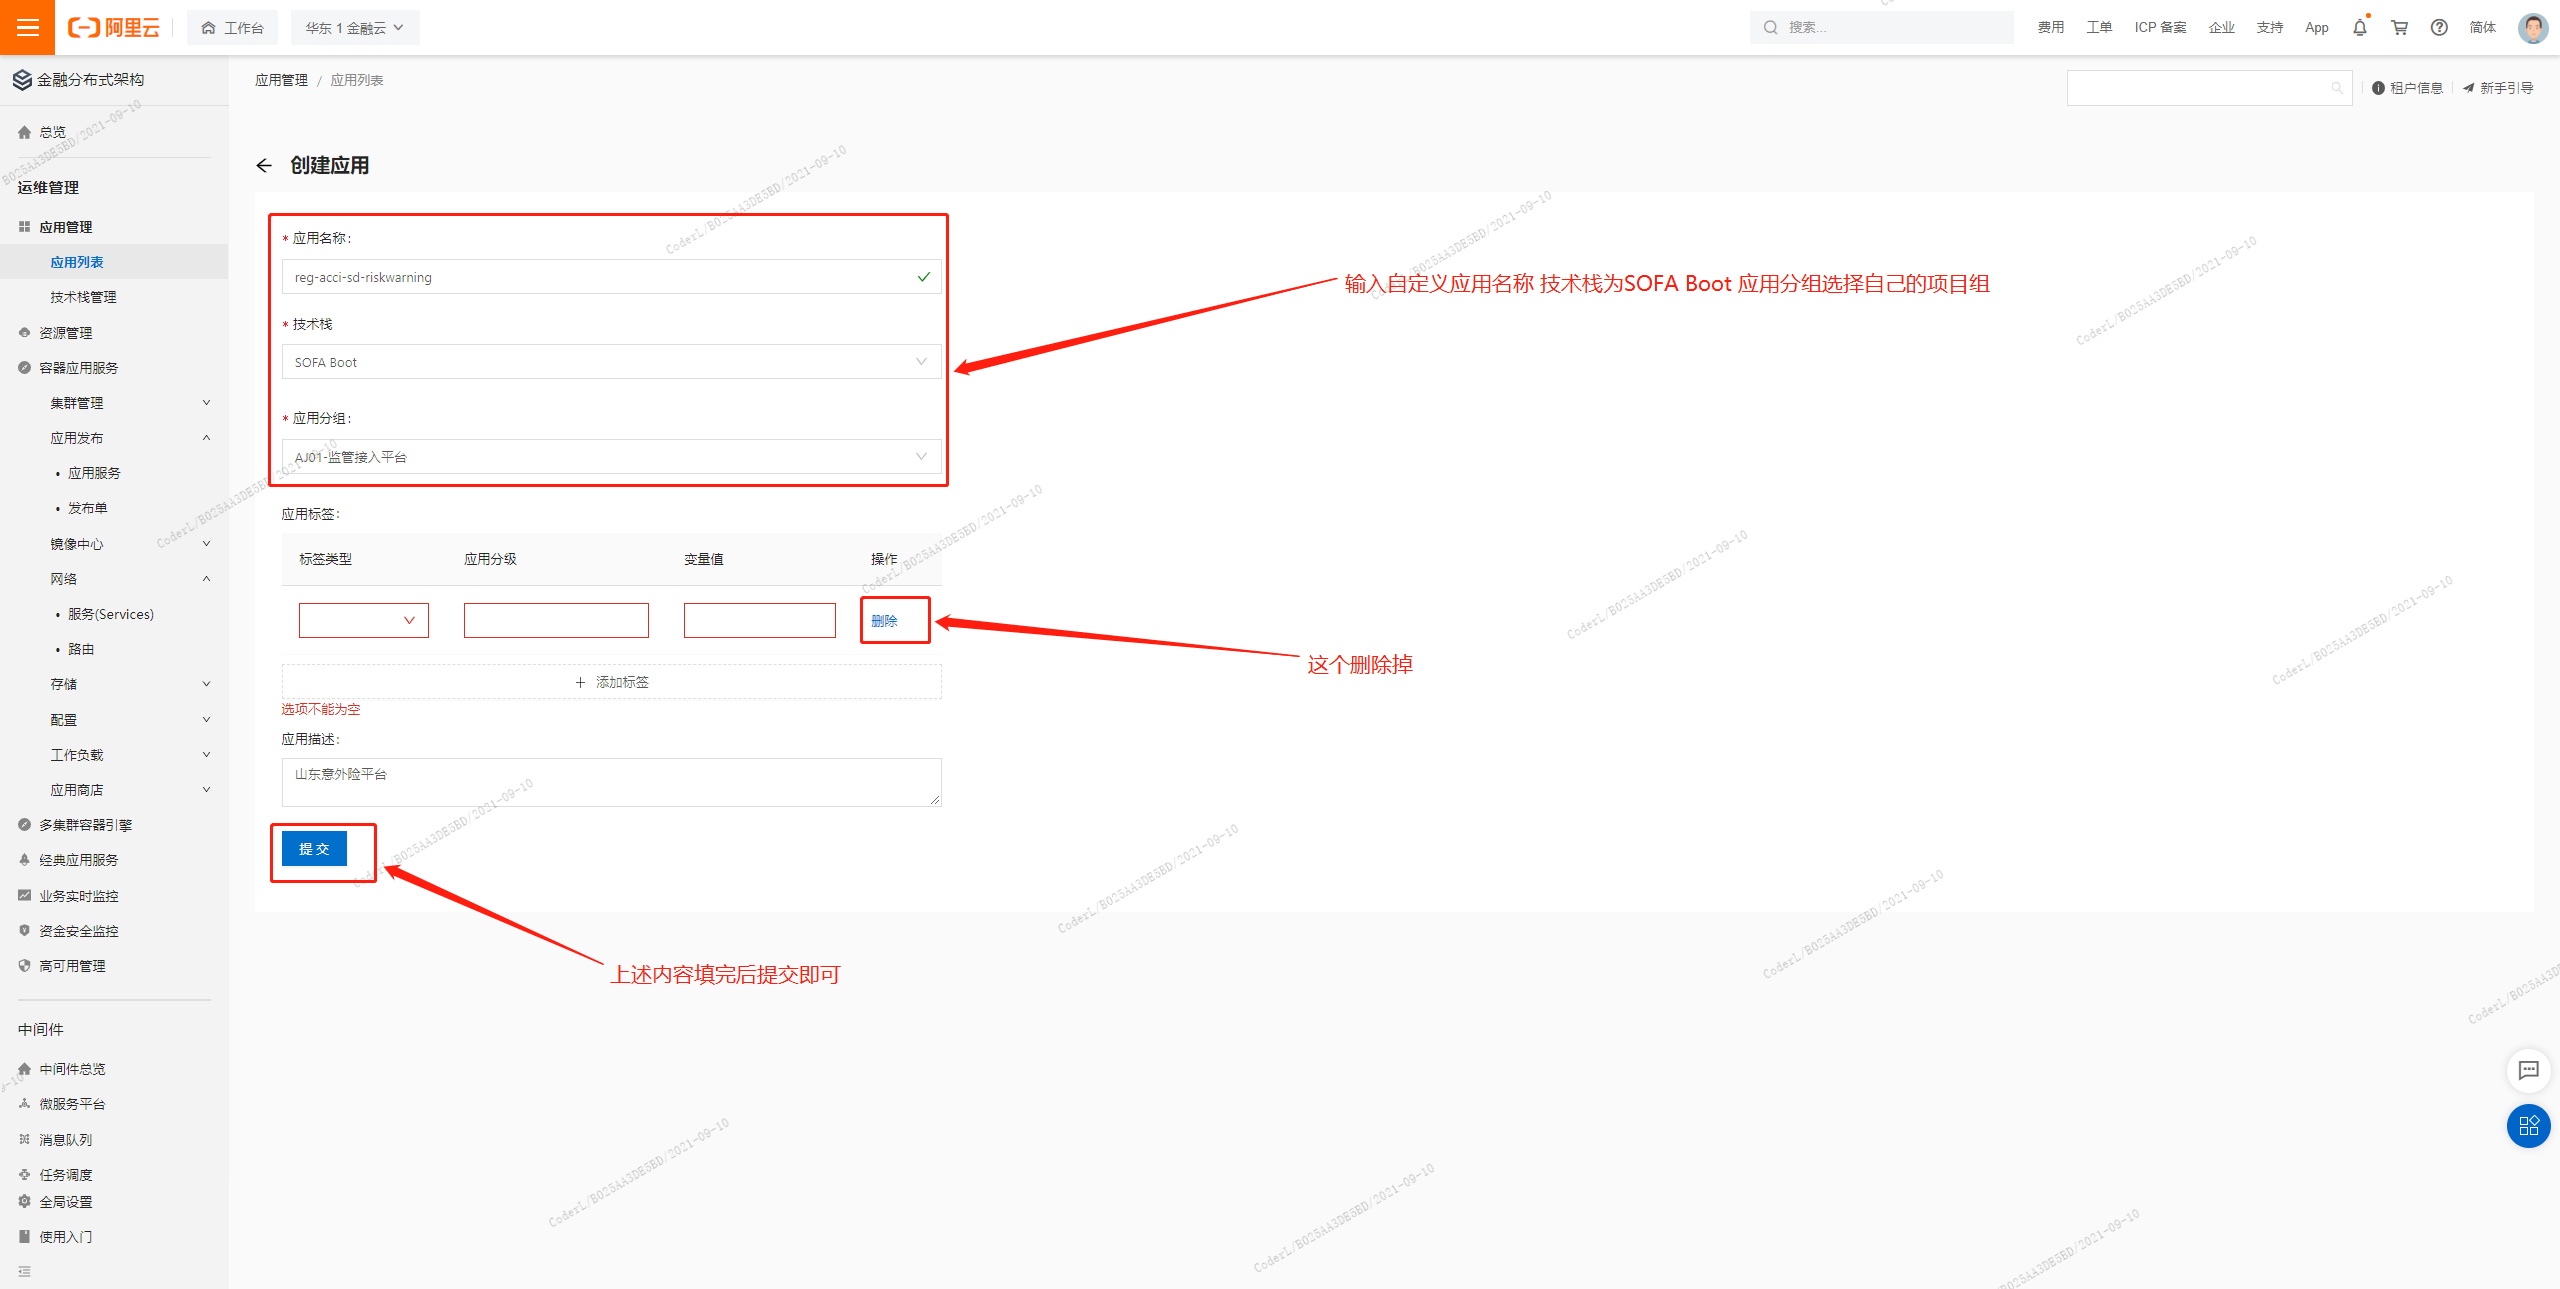 阿里云
工作台
华东 1 金融云
搜索...
费用
工单
ICP 备案
企业
支持
App
简体
金融分布式架构
总览
运维管理
应用管理
应用列表
技术栈管理
资源管理
容器应用服务
集群管理
应用发布
• 应用服务
• 发布单
镜像中心
网络
• 服务(Services)
• 路由
存储
配置
工作负载
应用商店
多集群容器引擎
经典应用服务
业务实时监控
资金安全监控
高可用管理
中间件
中间件总览
微服务平台
消息队列
任务调度
全局设置
使用入门
应用管理 / 应用列表
租户信息
新手引导
创建应用
* 应用名称:
reg-acci-sd-riskwarning
* 技术栈
SOFA Boot
* 应用分组:
AJ01-监管接入平台
输入自定义应用名称 技术栈为SOFA Boot 应用分组选择自己的项目组
应用标签:
标签类型 应用分级 变量值 操作
删除
这个删除掉
+ 添加标签
选项不能为空
应用描述:
山东意外险平台
提 交
上述内容填完后提交即可
CoderL/B025AA3DE5BD/2021-09-10